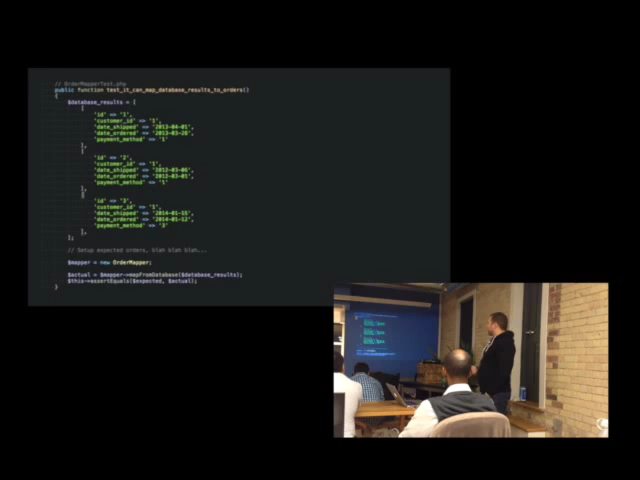 // OrderMapperTest.php
public function test_it_can_map_database_results_to_orders()
{
$database_results = [
[
'id' => '1',
'customer_id' => '1',
'date_shipped' => '2013-04-01',
'date_ordered' => '2013-03-28',
'payment_method' => '1'
],
[
'id' => '2',
'customer_id' => '1',
'date_shipped' => '2012-03-06',
'date_ordered' => '2012-03-01',
'payment_method' => '1'
],
[
'id' => '3',
'customer_id' => '1',
'date_shipped' => '2014-01-15',
'date_ordered' => '2014-01-12',
'payment_method' => '3'
],
];
// Setup expected orders, blah blah blah...
$mapper = new OrderMapper;
$actual = $mapper->mapFromDatabase($database_results);
$this->assertEquals($expected, $actual);
}